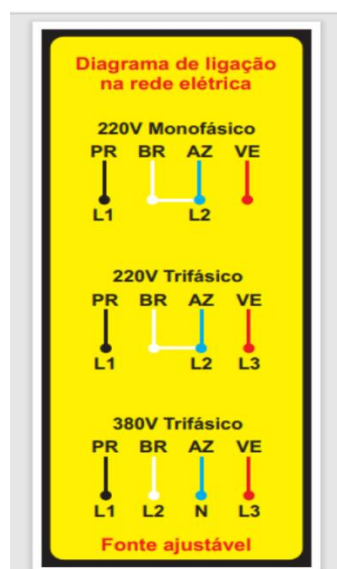 Diagrama de ligação
na rede elétrica
220V Monofásico
PR BR AZ VE
L1 L2
220V Trifásico
PR BR AZ VE
L1 L2 L3
380V Trifásico
PR BR AZ VE
L1 L2 N L3
Fonte ajustável